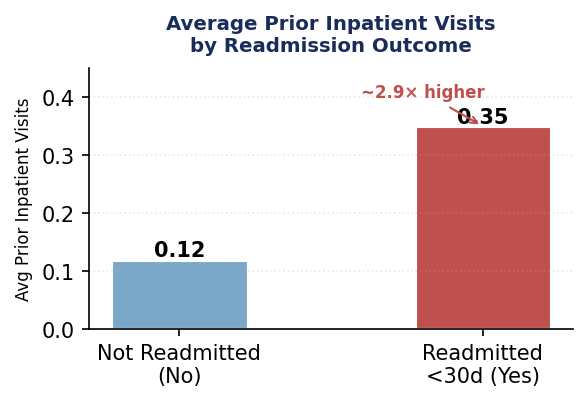 Average Prior Inpatient Visits
by Readmission Outcome
Avg Prior Inpatient Visits
0.4
0.3
0.2
0.1
0.0
~2.9× higher
0.12
0.35
Not Readmitted
(No)
Readmitted
<30d (Yes)